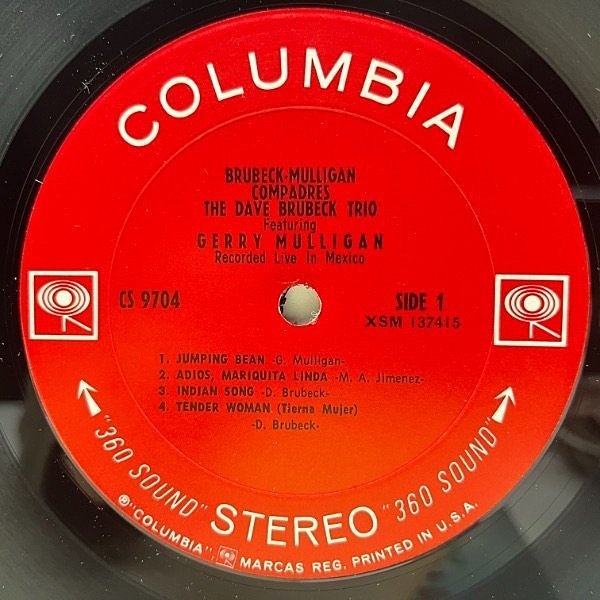 COLUMBIA
BRUBECK-MULLIGAN
COMPADRES
THE DAVE BRUBECK TRIO
Featuring
GERRY MULLIGAN
Recorded Live In Mexico
CS 9704
SIDE 1
XSM 137415
1. JUMPING BEAN -G. Mulligan-
2. ADIOS, MARIQUITA LINDA -M. A. Jimenez-
3. INDIAN SONG -D. Brubeck-
4. TENDER WOMAN (Tierna Mujer)
-D. Brubeck-
"360 SOUND" STEREO "360 SOUND"
® "COLUMBIA", MARCAS REG. PRINTED IN U.S.A.